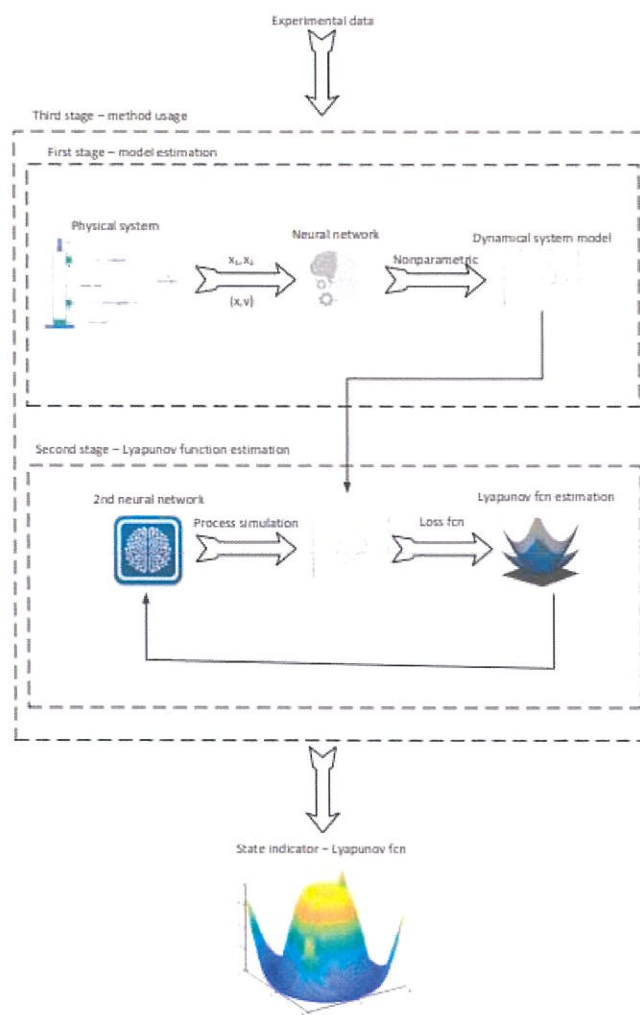 Experimental data
Third stage – method usage
First stage – model estimation
Physical system
Neural network
Dynamical system model
x₁, x₂
(x, v)
Nonparametric
Second stage – Lyapunov function estimation
2nd neural network
Process simulation
Loss fcn
Lyapunov fcn estimation
State indicator – Lyapunov fcn